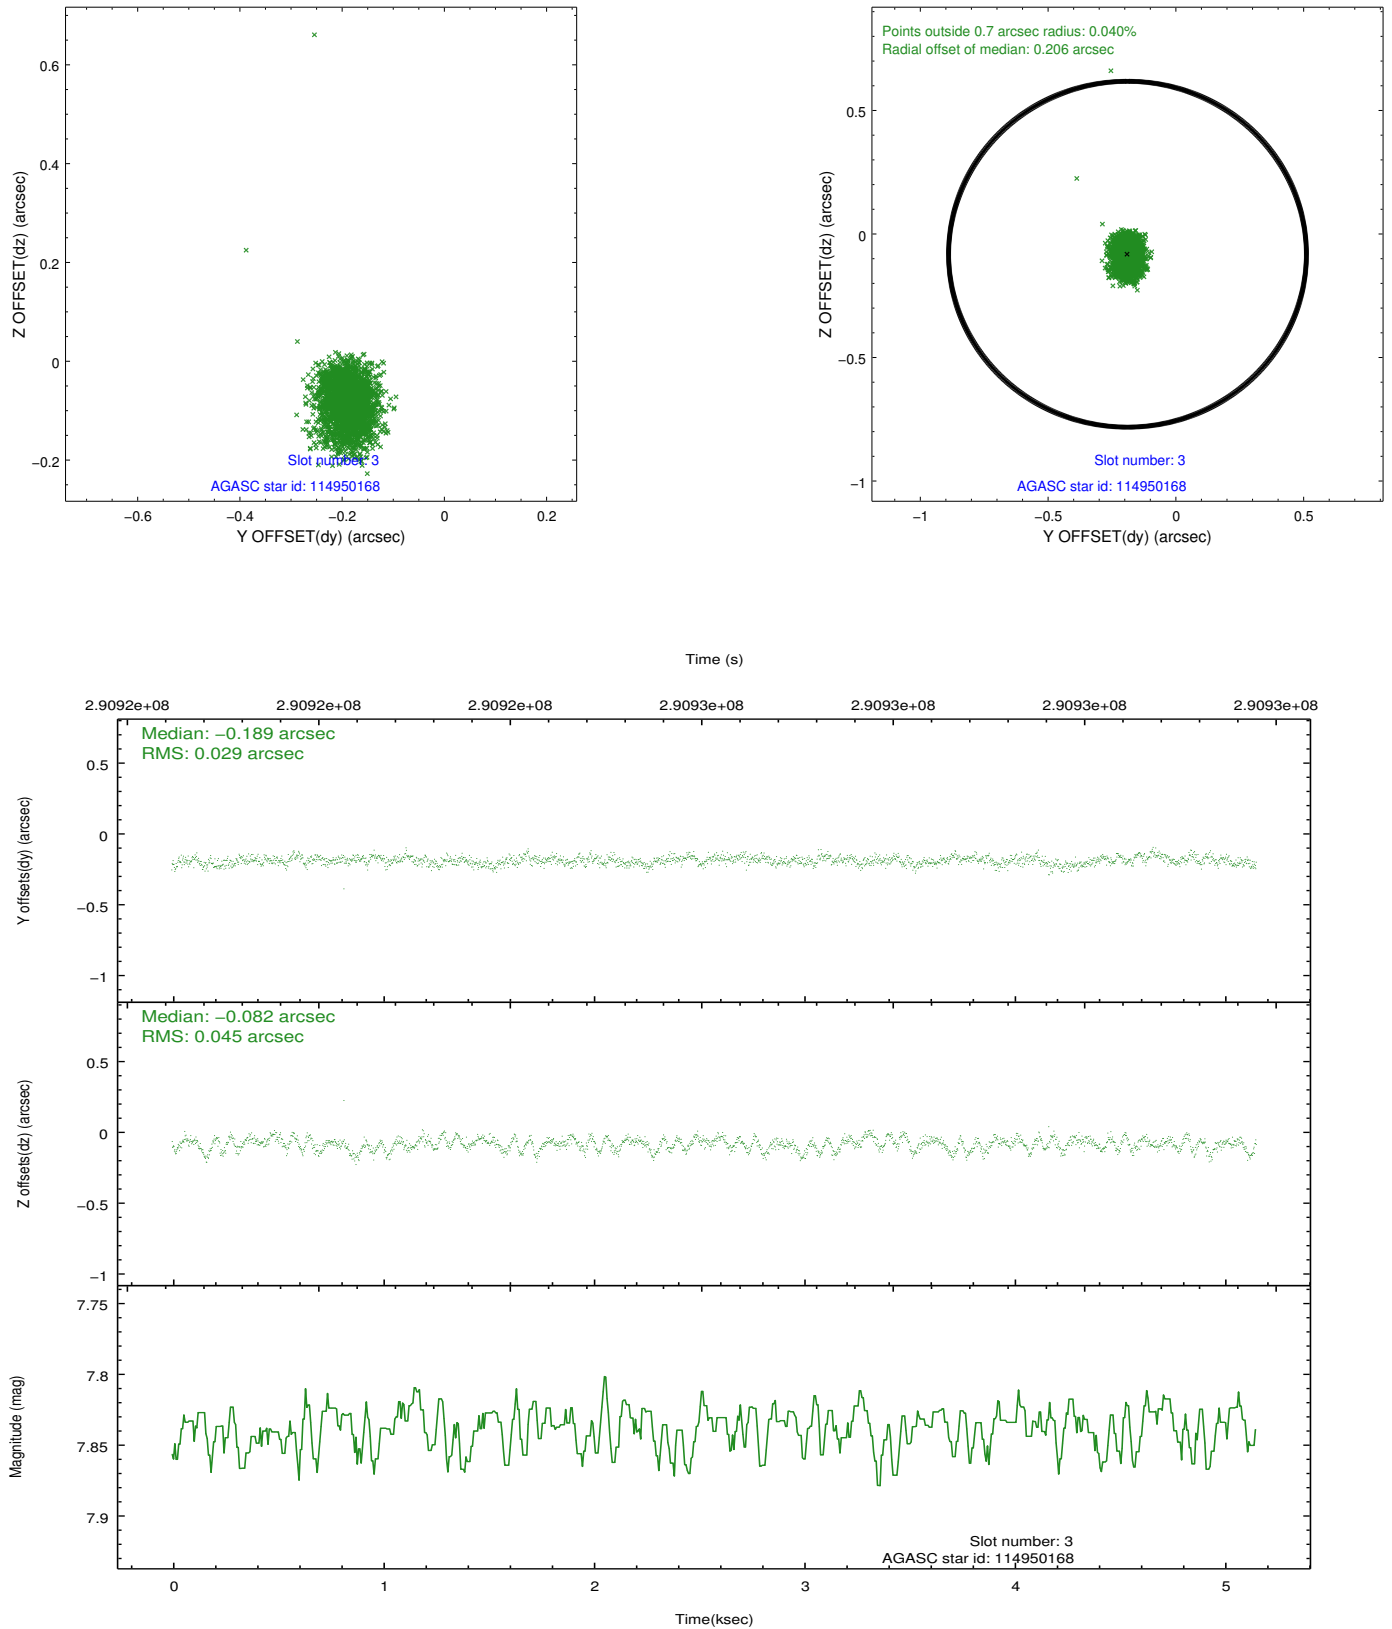 0.6
0.4
0.2
0
−0.2
Z OFFSET(dz) (arcsec)
Slot number: 3
AGASC star id: 114950168
−0.6
−0.4
−0.2
0
0.2
Y OFFSET(dy) (arcsec)
Points outside 0.7 arcsec radius: 0.040%
Radial offset of median: 0.206 arcsec
0.5
0
−0.5
−1
Z OFFSET(dz) (arcsec)
Slot number: 3
AGASC star id: 114950168
−1
−0.5
0
0.5
Y OFFSET(dy) (arcsec)
Time (s)
2.9092e+08
2.9092e+08
2.9092e+08
2.9093e+08
2.9093e+08
2.9093e+08
2.9093e+08
Median: −0.189 arcsec
RMS: 0.029 arcsec
0.5
0
−0.5
−1
Y offsets(dy) (arcsec)
Median: −0.082 arcsec
RMS: 0.045 arcsec
0.5
0
−0.5
−1
Z offsets(dz) (arcsec)
7.75
7.8
7.85
7.9
Magnitude (mag)
Slot number: 3
AGASC star id: 114950168
0
1
2
3
4
5
Time(ksec)